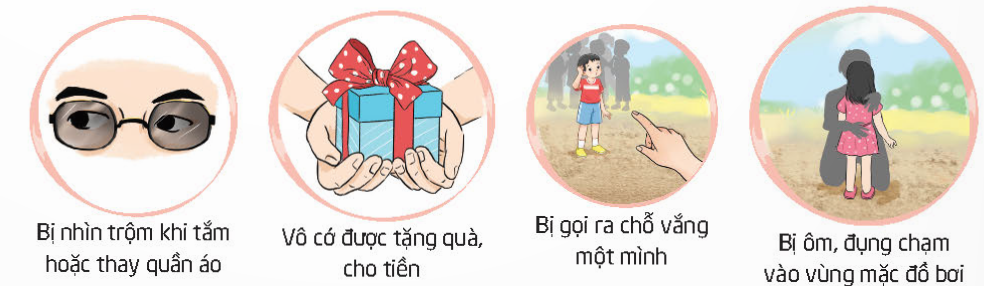 Bị nhìn trộm khi tắm
hoặc thay quần áo
Vô cớ được tặng quà,
cho tiền
Bị gọi ra chỗ vắng
một mình
Bị ôm, đụng chạm
vào vùng mặc đồ bơi